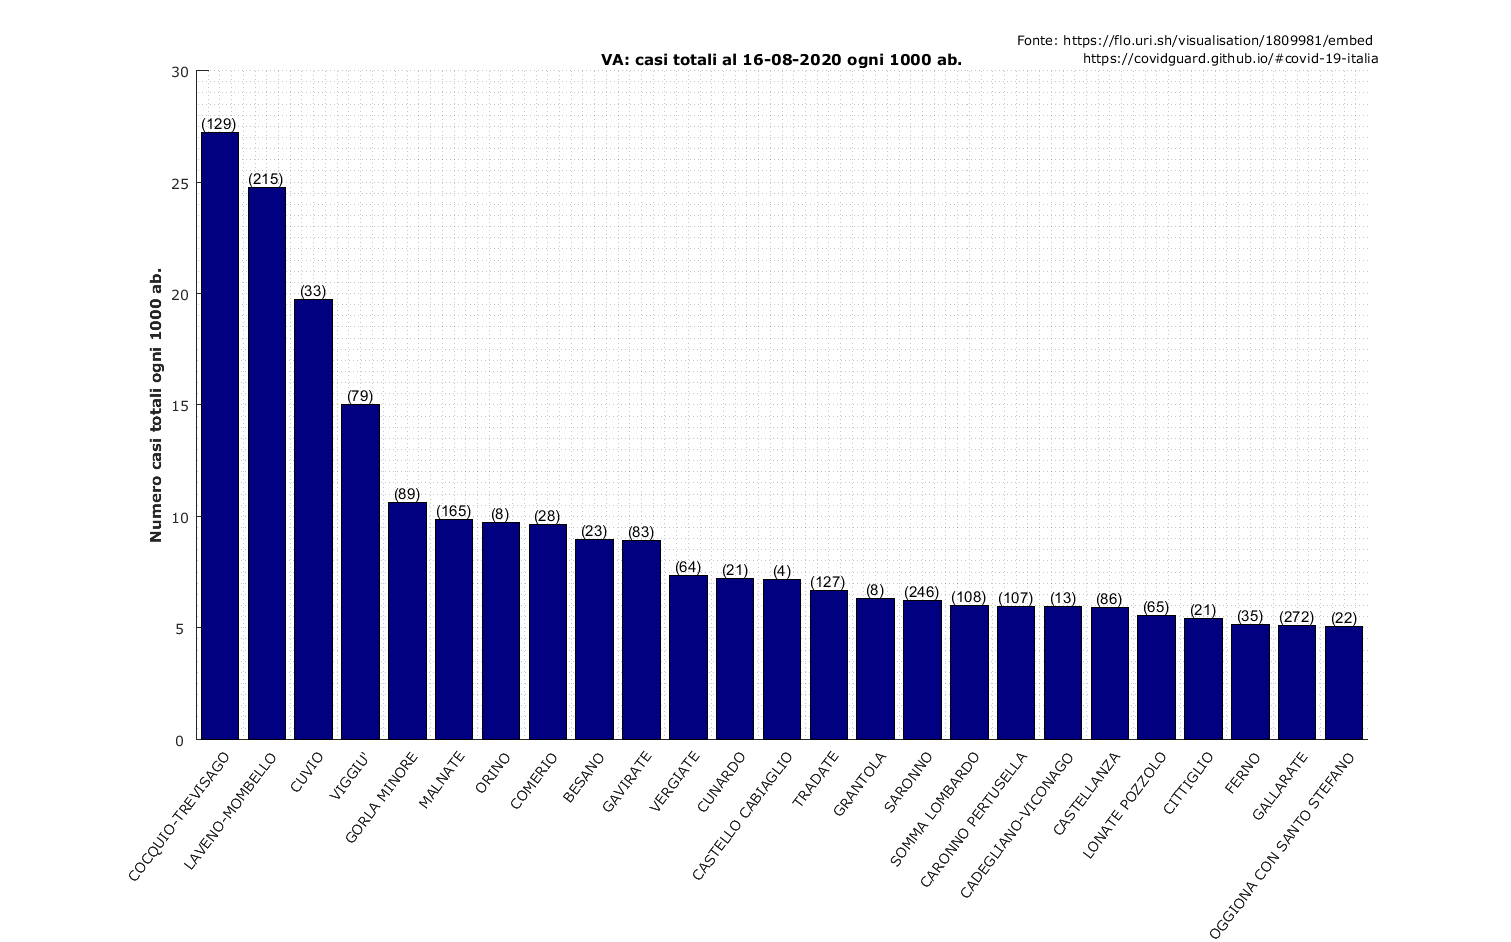 Fonte: https://flo.uri.sh/visualisation/1809981/embed
https://covidguard.github.io/#covid-19-italia
VA: casi totali al 16-08-2020 ogni 1000 ab.
Numero casi totali ogni 1000 ab.
30
25
20
15
10
5
0
(129)
(215)
(33)
(79)
(89)
(165)
(8)
(28)
(23)
(83)
(64)
(21)
(4)
(127)
(8)
(246)
(108)
(107)
(13)
(86)
(65)
(21)
(35)
(272)
(22)
COCQUIO-TREVISAGO
LAVENO-MOMBELLO
CUVIO
VIGGIU'
GORLA MINORE
MALNATE
ORINO
COMERIO
BESANO
GAVIRATE
VERGIATE
CUNARDO
CASTELLO CABIAGLIO
TRADATE
GRANTOLA
SARONNO
SOMMA LOMBARDO
CARONNO PERTUSELLA
CADEGLIANO-VICONAGO
CASTELLANZA
LONATE POZZOLO
CITTIGLIO
FERNO
GALLARATE
OGGIONA CON SANTO STEFANO